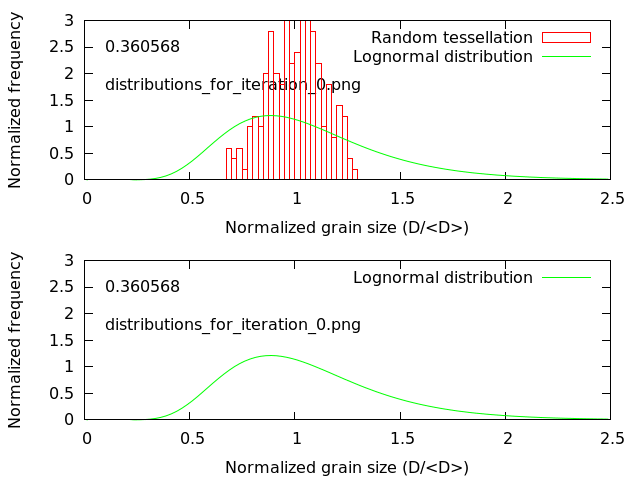 Normalized frequency
3
2.5
2
1.5
1
0.5
0
0.360568
distributions_for_iteration_0.png
Random tessellation
Lognormal distribution
0 0.5 1 1.5 2 2.5
Normalized grain size (D/<D>)
Normalized frequency
3
2.5
2
1.5
1
0.5
0
0.360568
distributions_for_iteration_0.png
Lognormal distribution
0 0.5 1 1.5 2 2.5
Normalized grain size (D/<D>)